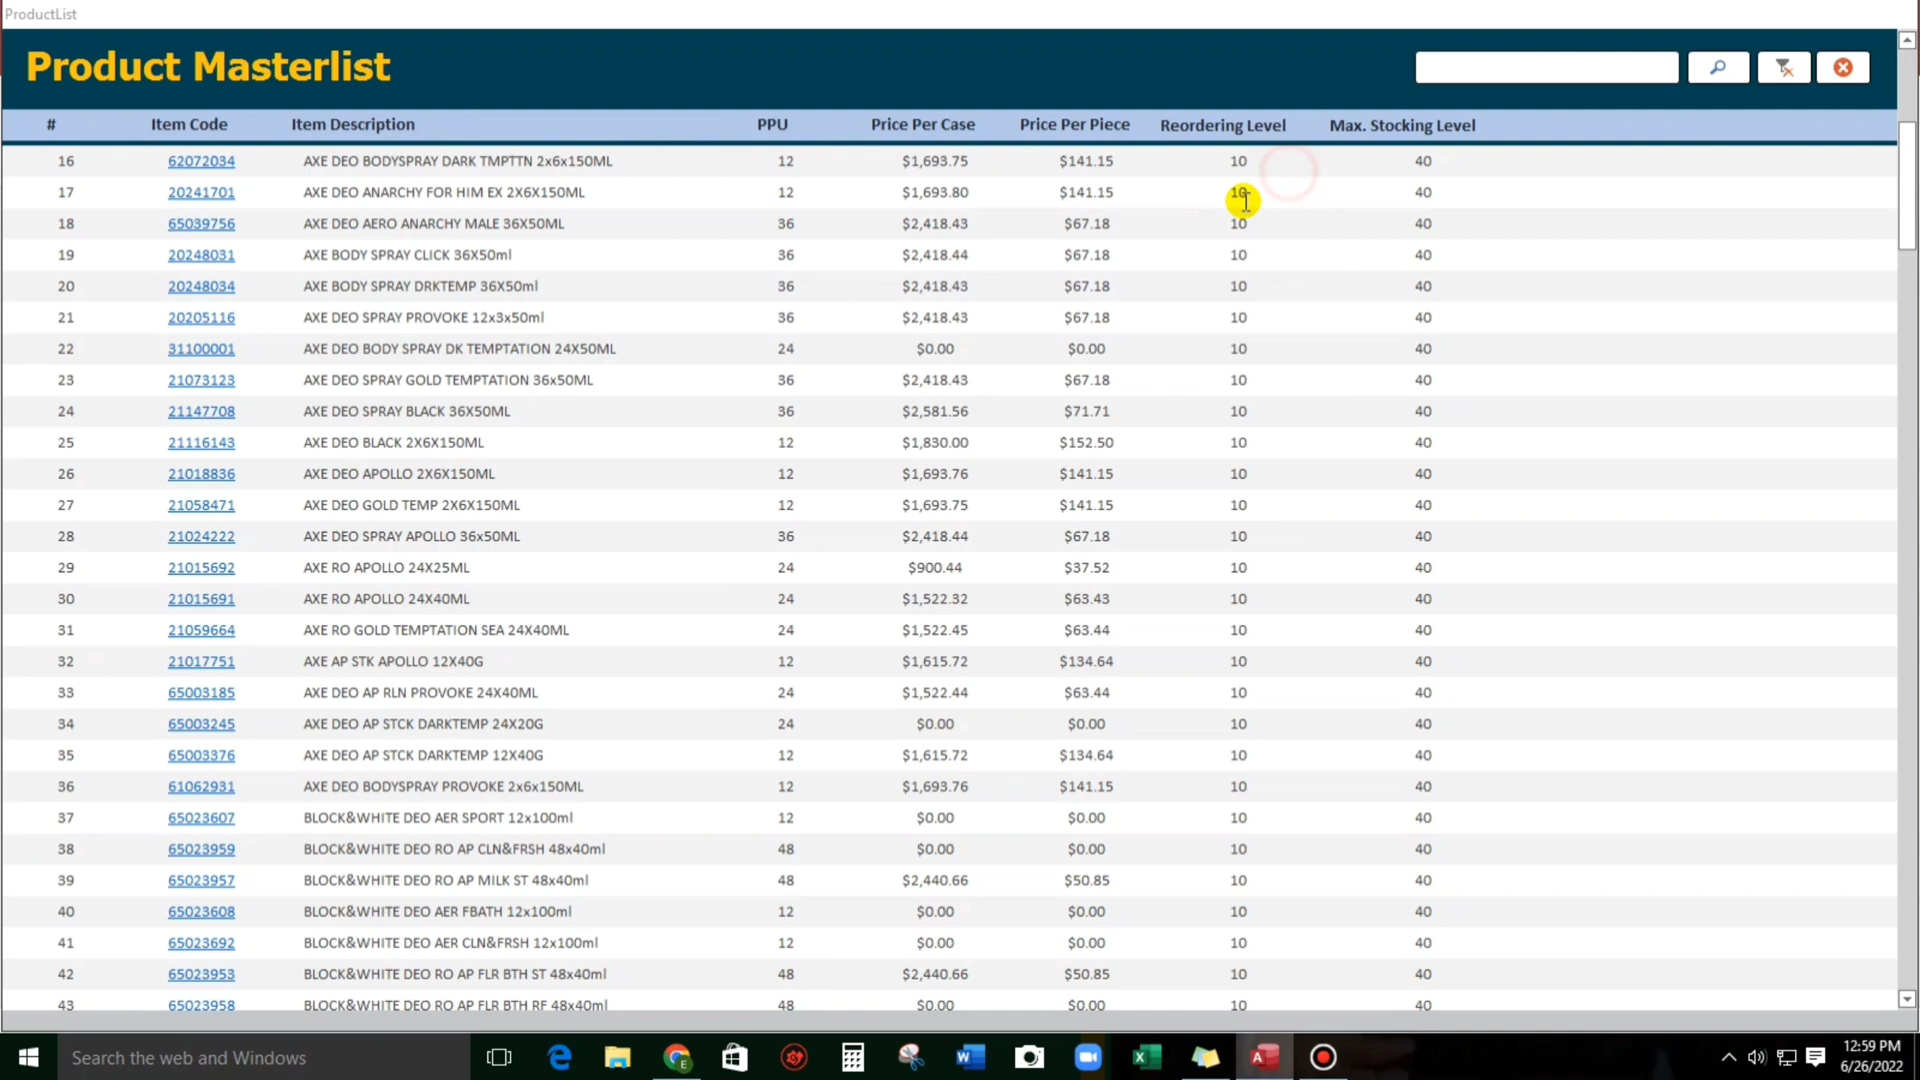 ProductList
Product Masterlist
# Item Code Item Description PPU Price Per Case Price Per Piece Reordering Level Max. Stocking Level
16 62072034 AXE DEO BODYSPRAY DARK TMPTTN 2x6x150ML 12 $1,693.75 $141.15 10 40
17 20241701 AXE DEO ANARCHY FOR HIM EX 2X6X150ML 12 $1,693.80 $141.15 10 40
18 65039756 AXE DEO AERO ANARCHY MALE 36X50ML 36 $2,418.43 $67.18 10 40
19 20248031 AXE BODY SPRAY CLICK 36X50ml 36 $2,418.44 $67.18 10 40
20 20248034 AXE BODY SPRAY DRKTEMP 36X50ml 36 $2,418.43 $67.18 10 40
21 20205116 AXE DEO SPRAY PROVOKE 12x3x50ml 36 $2,418.43 $67.18 10 40
22 31100001 AXE DEO BODY SPRAY DK TEMPTATION 24X50ML 24 $0.00 $0.00 10 40
23 21073123 AXE DEO SPRAY GOLD TEMPTATION 36x50ML 36 $2,418.43 $67.18 10 40
24 21147708 AXE DEO SPRAY BLACK 36X50ML 36 $2,581.56 $71.71 10 40
25 21116143 AXE DEO BLACK 2X6X150ML 12 $1,830.00 $152.50 10 40
26 21018836 AXE DEO APOLLO 2X6X150ML 12 $1,693.76 $141.15 10 40
27 21058471 AXE DEO GOLD TEMP 2X6X150ML 12 $1,693.75 $141.15 10 40
28 21024222 AXE DEO SPRAY APOLLO 36x50ML 36 $2,418.44 $67.18 10 40
29 21015692 AXE RO APOLLO 24X25ML 24 $900.44 $37.52 10 40
30 21015691 AXE RO APOLLO 24X40ML 24 $1,522.32 $63.43 10 40
31 21059664 AXE RO GOLD TEMPTATION SEA 24X40ML 24 $1,522.45 $63.44 10 40
32 21017751 AXE AP STK APOLLO 12X40G 12 $1,615.72 $134.64 10 40
33 65003185 AXE DEO AP RLN PROVOKE 24X40ML 24 $1,522.44 $63.44 10 40
34 65003245 AXE DEO AP STCK DARKTEMP 24X20G 24 $0.00 $0.00 10 40
35 65003376 AXE DEO AP STCK DARKTEMP 12X40G 12 $1,615.72 $134.64 10 40
36 61062931 AXE DEO BODYSPRAY PROVOKE 2x6x150ML 12 $1,693.76 $141.15 10 40
37 65023607 BLOCK&WHITE DEO AER SPORT 12x100ml 12 $0.00 $0.00 10 40
38 65023959 BLOCK&WHITE DEO RO AP CLN&FRSH 48x40ml 48 $0.00 $0.00 10 40
39 65023957 BLOCK&WHITE DEO RO AP MILK ST 48x40ml 48 $2,440.66 $50.85 10 40
40 65023608 BLOCK&WHITE DEO AER FBATH 12x100ml 12 $0.00 $0.00 10 40
41 65023692 BLOCK&WHITE DEO AER CLN&FRSH 12x100ml 12 $0.00 $0.00 10 40
42 65023953 BLOCK&WHITE DEO RO AP FLR BTH ST 48x40ml 48 $2,440.66 $50.85 10 40
43 65023958 BLOCK&WHITE DEO RO AP FLR BTH RF 48x40ml 48 $0.00 $0.00 10 40
Search the web and Windows
12:59 PM
6/26/2022